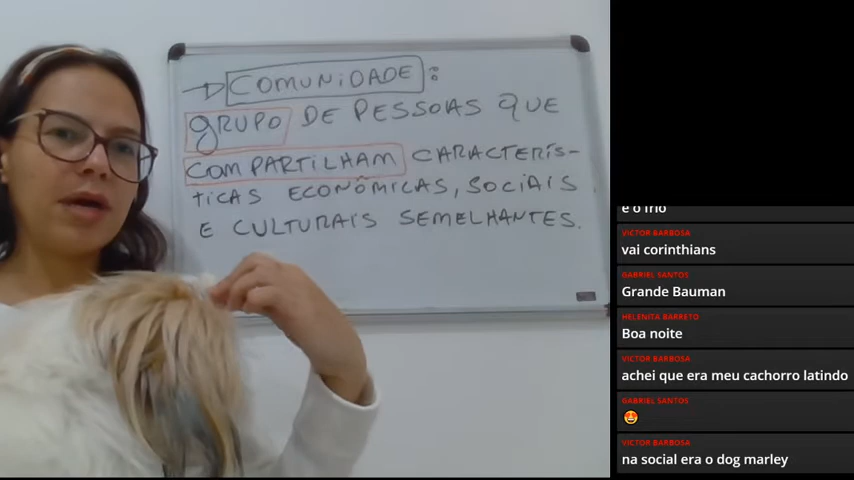 → COMUNIDADE:
GRUPO DE PESSOAS QUE
COMPARTILHAM CARACTERÍS-
TICAS ECONÔMICAS, SOCIAIS
E CULTURAIS SEMELHANTES.
e o frio
VICTOR BARBOSA
vai corinthians
GABRIEL SANTOS
Grande Bauman
HELENITA BARRETO
Boa noite
VICTOR BARBOSA
achei que era meu cachorro latindo
GABRIEL SANTOS
😍
VICTOR BARBOSA
na social era o dog marley